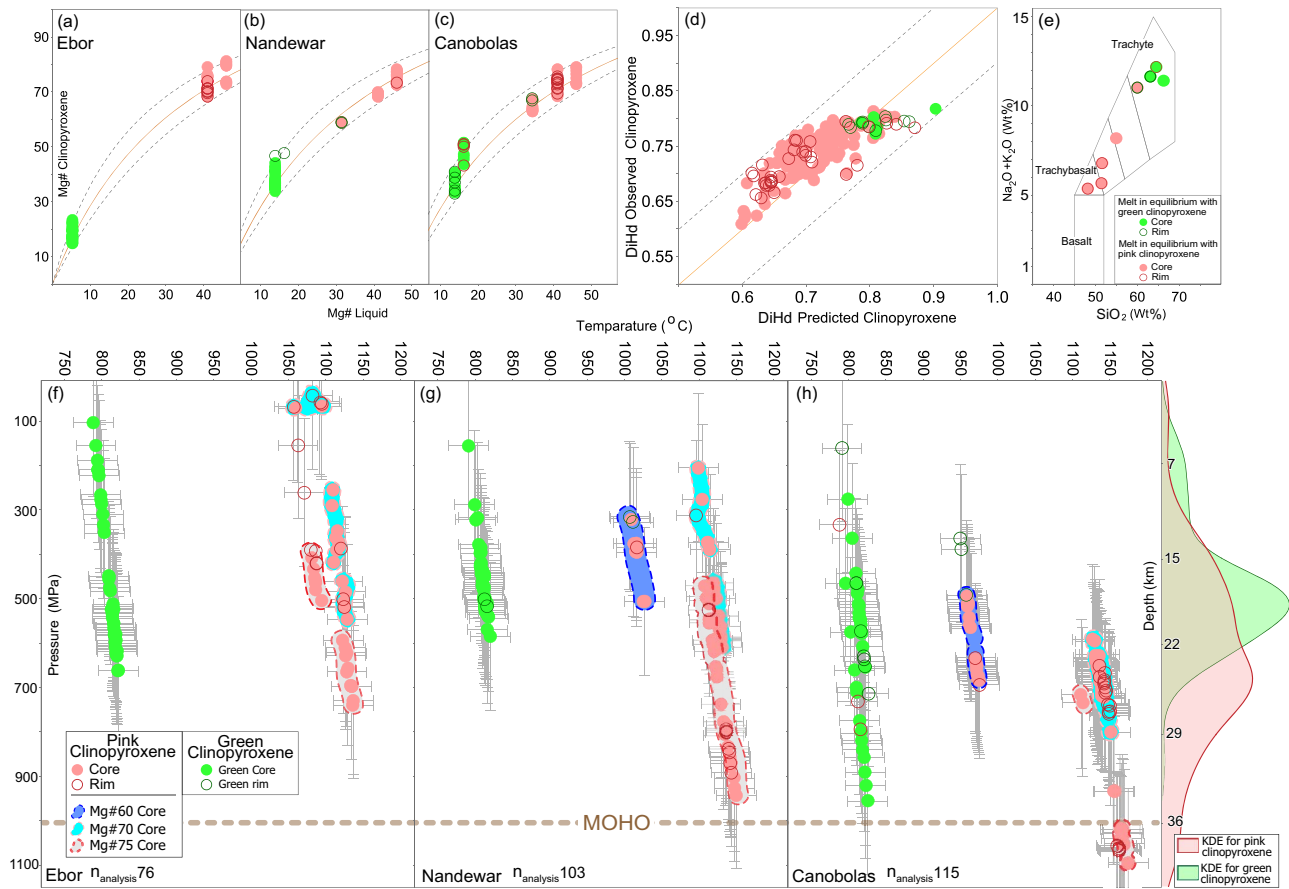 (a)
Ebor
(b)
Nandewar
(c)
Canobolas
(d)
(e)
90
70
50
30
10
Mg# Clinopyroxene
0 10 20 30 40
0 10 20 30 40
0 10 20 30 40 50
Mg# Liquid
0.95
0.85
0.75
0.65
0.55
DiHd Observed Clinopyroxene
0.6 0.7 0.8 0.9 1.0
DiHd Predicted Clinopyroxene
15
10
5
1
Na2O+K2O (Wt%)
Trachyte
Trachybasalt
Basalt
Melt in equilibrium with
green clinopyroxene
Core
Rim
Melt in equilibrium with
pink clinopyroxene
Core
Rim
40 50 60 70
SiO2 (Wt%)
Temparature (°C)
750 800 850 900 950 1000 1050 1100 1150 1200
750 800 850 900 950 1000 1050 1100 1150 1200
750 800 850 900 950 1000 1050 1100 1150 1200
(f)
(g)
(h)
100
300
500
700
900
1100
Pressure (MPa)
7
15
22
29
36
Depth (km)
Pink
Clinopyroxene
Core
Rim
Mg#60 Core
Mg#70 Core
Mg#75 Core
Green
Clinopyroxene
Green Core
Green rim
MOHO
Ebor nanalysis76
Nandewar nanalysis103
Canobolas nanalysis115
KDE for pink
clinopyroxene
KDE for green
clinopyroxene